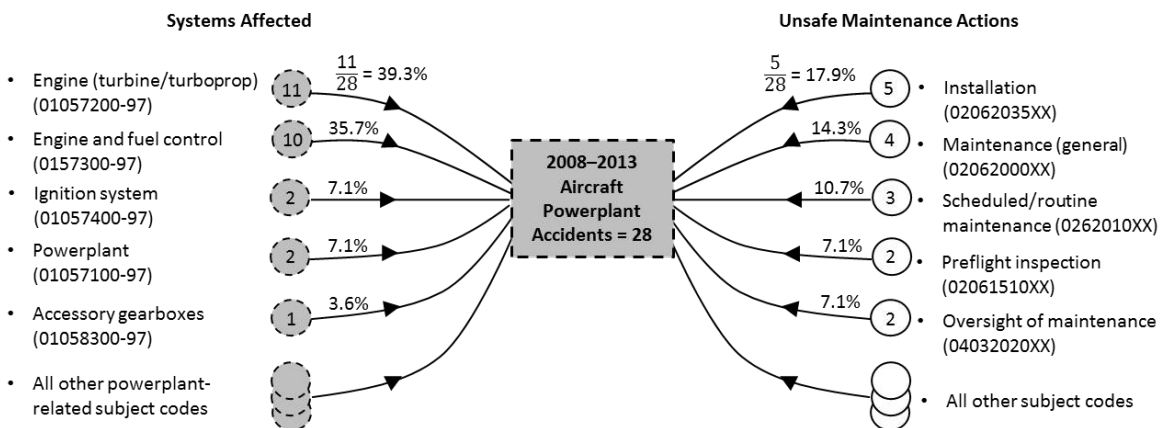 Systems Affected
• Engine (turbine/turboprop)
(01057200-97)
11
11/28 = 39.3%
• Engine and fuel control
(0157300-97)
10
35.7%
• Ignition system
(01057400-97)
2
7.1%
• Powerplant
(01057100-97)
2
7.1%
• Accessory gearboxes
(01058300-97)
1
3.6%
• All other powerplant-
related subject codes
2008–2013
Aircraft
Powerplant
Accidents = 28
Unsafe Maintenance Actions
5/28 = 17.9%
5
• Installation
(02062035XX)
14.3%
4
• Maintenance (general)
(02062000XX)
10.7%
3
• Scheduled/routine
maintenance (0262010XX)
7.1%
2
• Preflight inspection
(02061510XX)
7.1%
2
• Oversight of maintenance
(04032020XX)
• All other subject codes